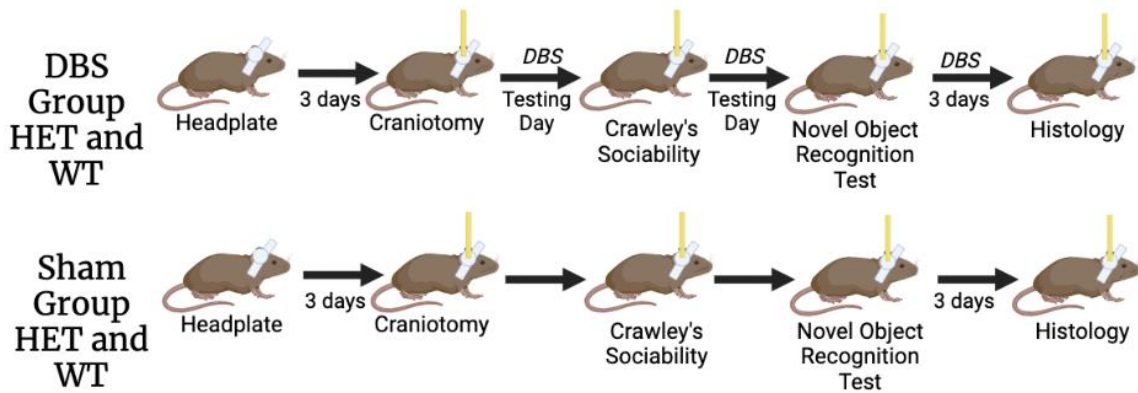 DBS
Group
HET and
WT
Headplate
3 days
Craniotomy
DBS
Testing
Day
Crawley's
Sociability
DBS
Testing
Day
Novel Object
Recognition
Test
DBS
3 days
Histology
Sham
Group
HET and
WT
Headplate
3 days
Craniotomy
Crawley's
Sociability
Novel Object
Recognition
Test
3 days
Histology